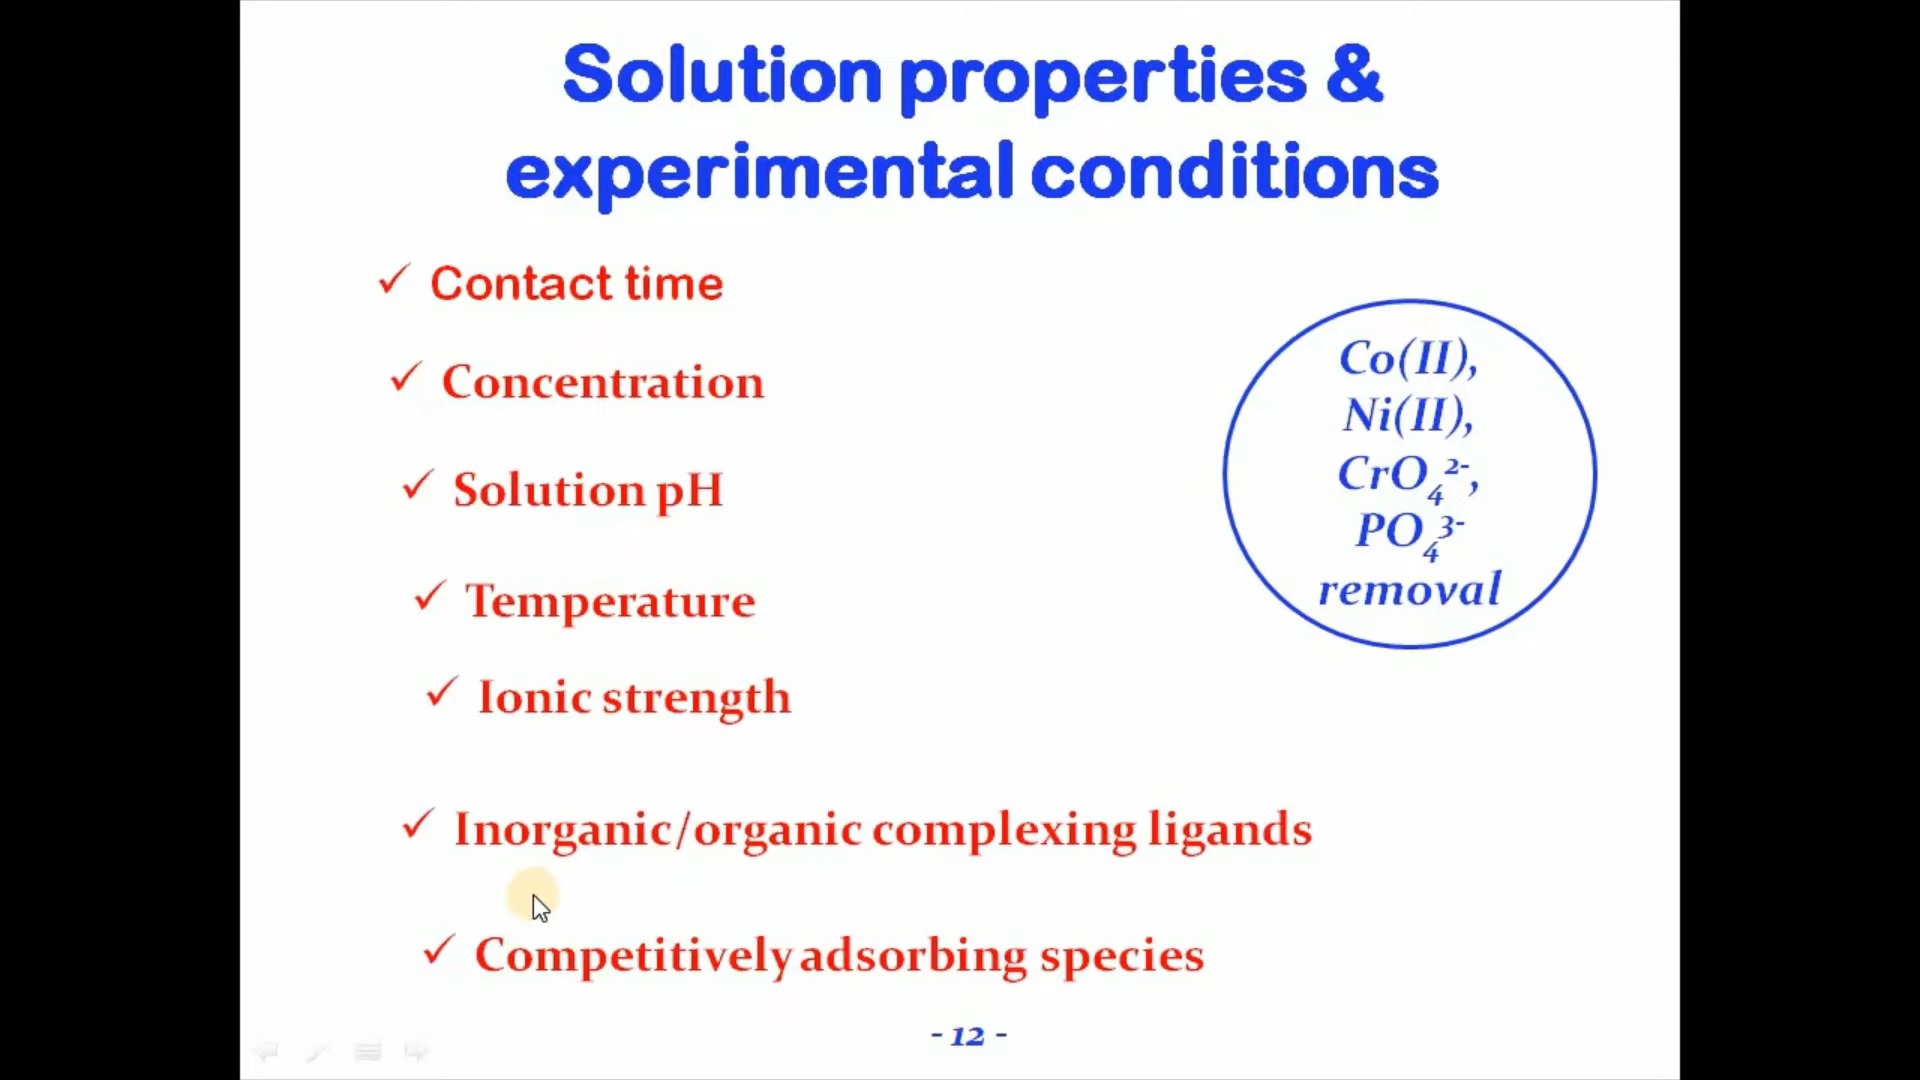 Solution properties &
experimental conditions
✓ Contact time
✓ Concentration
✓ Solution pH
✓ Temperature
✓ Ionic strength
✓ Inorganic/organic complexing ligands
✓ Competitively adsorbing species
Co(II),
Ni(II),
CrO₄²⁻,
PO₄³⁻
removal
- 12 -